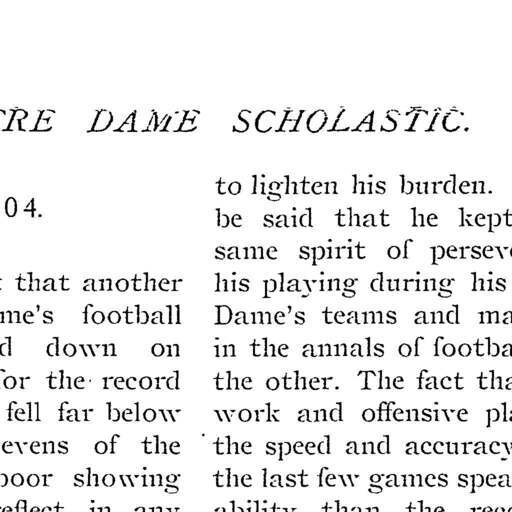 TRE DAME SCHOLASTIC.
04.
that another
me's football
d down on
for the record
fell far below
evens of the
poor showing
reflect in any
to lighten his burden.
be said that he kept
same spirit of perseve
his playing during his
Dame's teams and ma
in the annals of footba
the other. The fact tha
work and offensive pla
the speed and accuracy
the last few games spea
ability than the reco